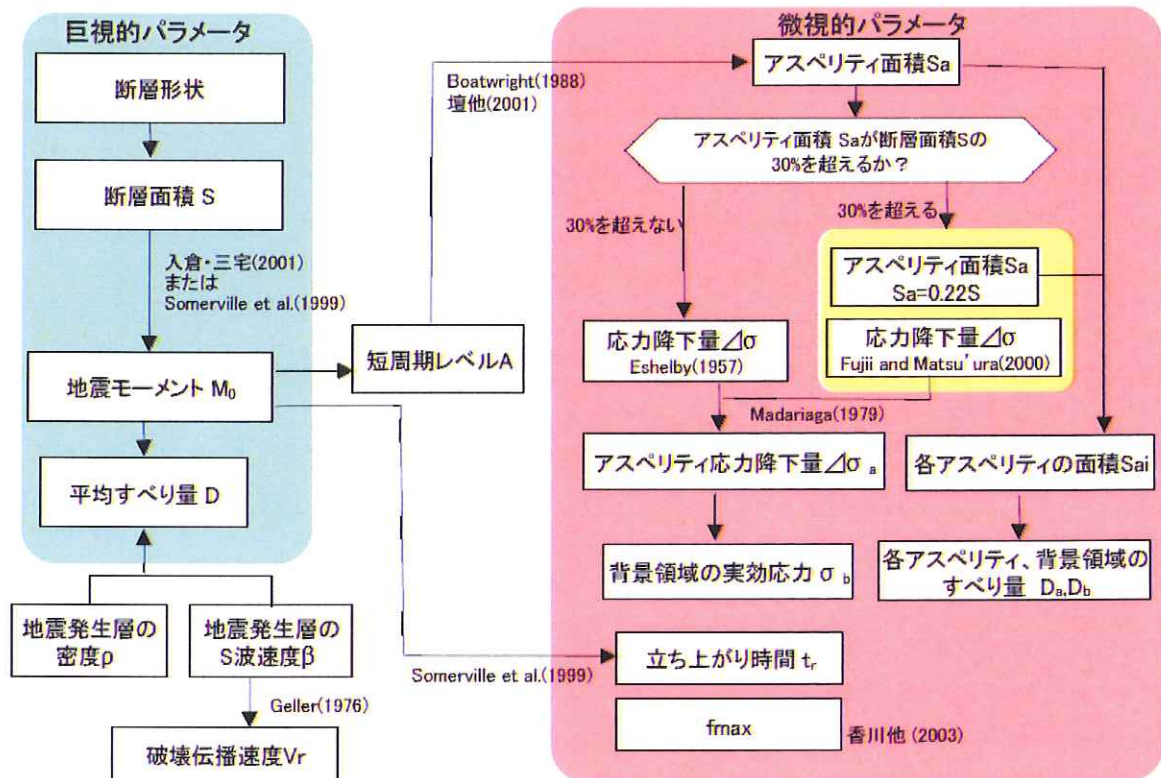 巨視的パラメータ
断層形状
断層面積 S
入倉・三宅(2001)
または
Somerville et al.(1999)
地震モーメント M₀
平均すべり量 D
地震発生層の
密度ρ
地震発生層の
S波速度β
Geller(1976)
破壊伝播速度Vr
短周期レベルA
Boatwright(1988)
壇他(2001)
Somerville et al.(1999)
微視的パラメータ
アスペリティ面積Sa
アスペリティ面積 Saが断層面積Sの
30%を超えるか？
30%を超えない
30%を超える
アスペリティ面積Sa
Sa=0.22S
応力降下量⊿σ
Eshelby(1957)
応力降下量⊿σ
Fujii and Matsu'ura(2000)
Madariaga(1979)
アスペリティ応力降下量⊿σa
各アスペリティの面積Sai
背景領域の実効応力 σb
各アスペリティ、背景領域の
すべり量 Da,Db
立ち上がり時間 tr
fmax
香川他 (2003)